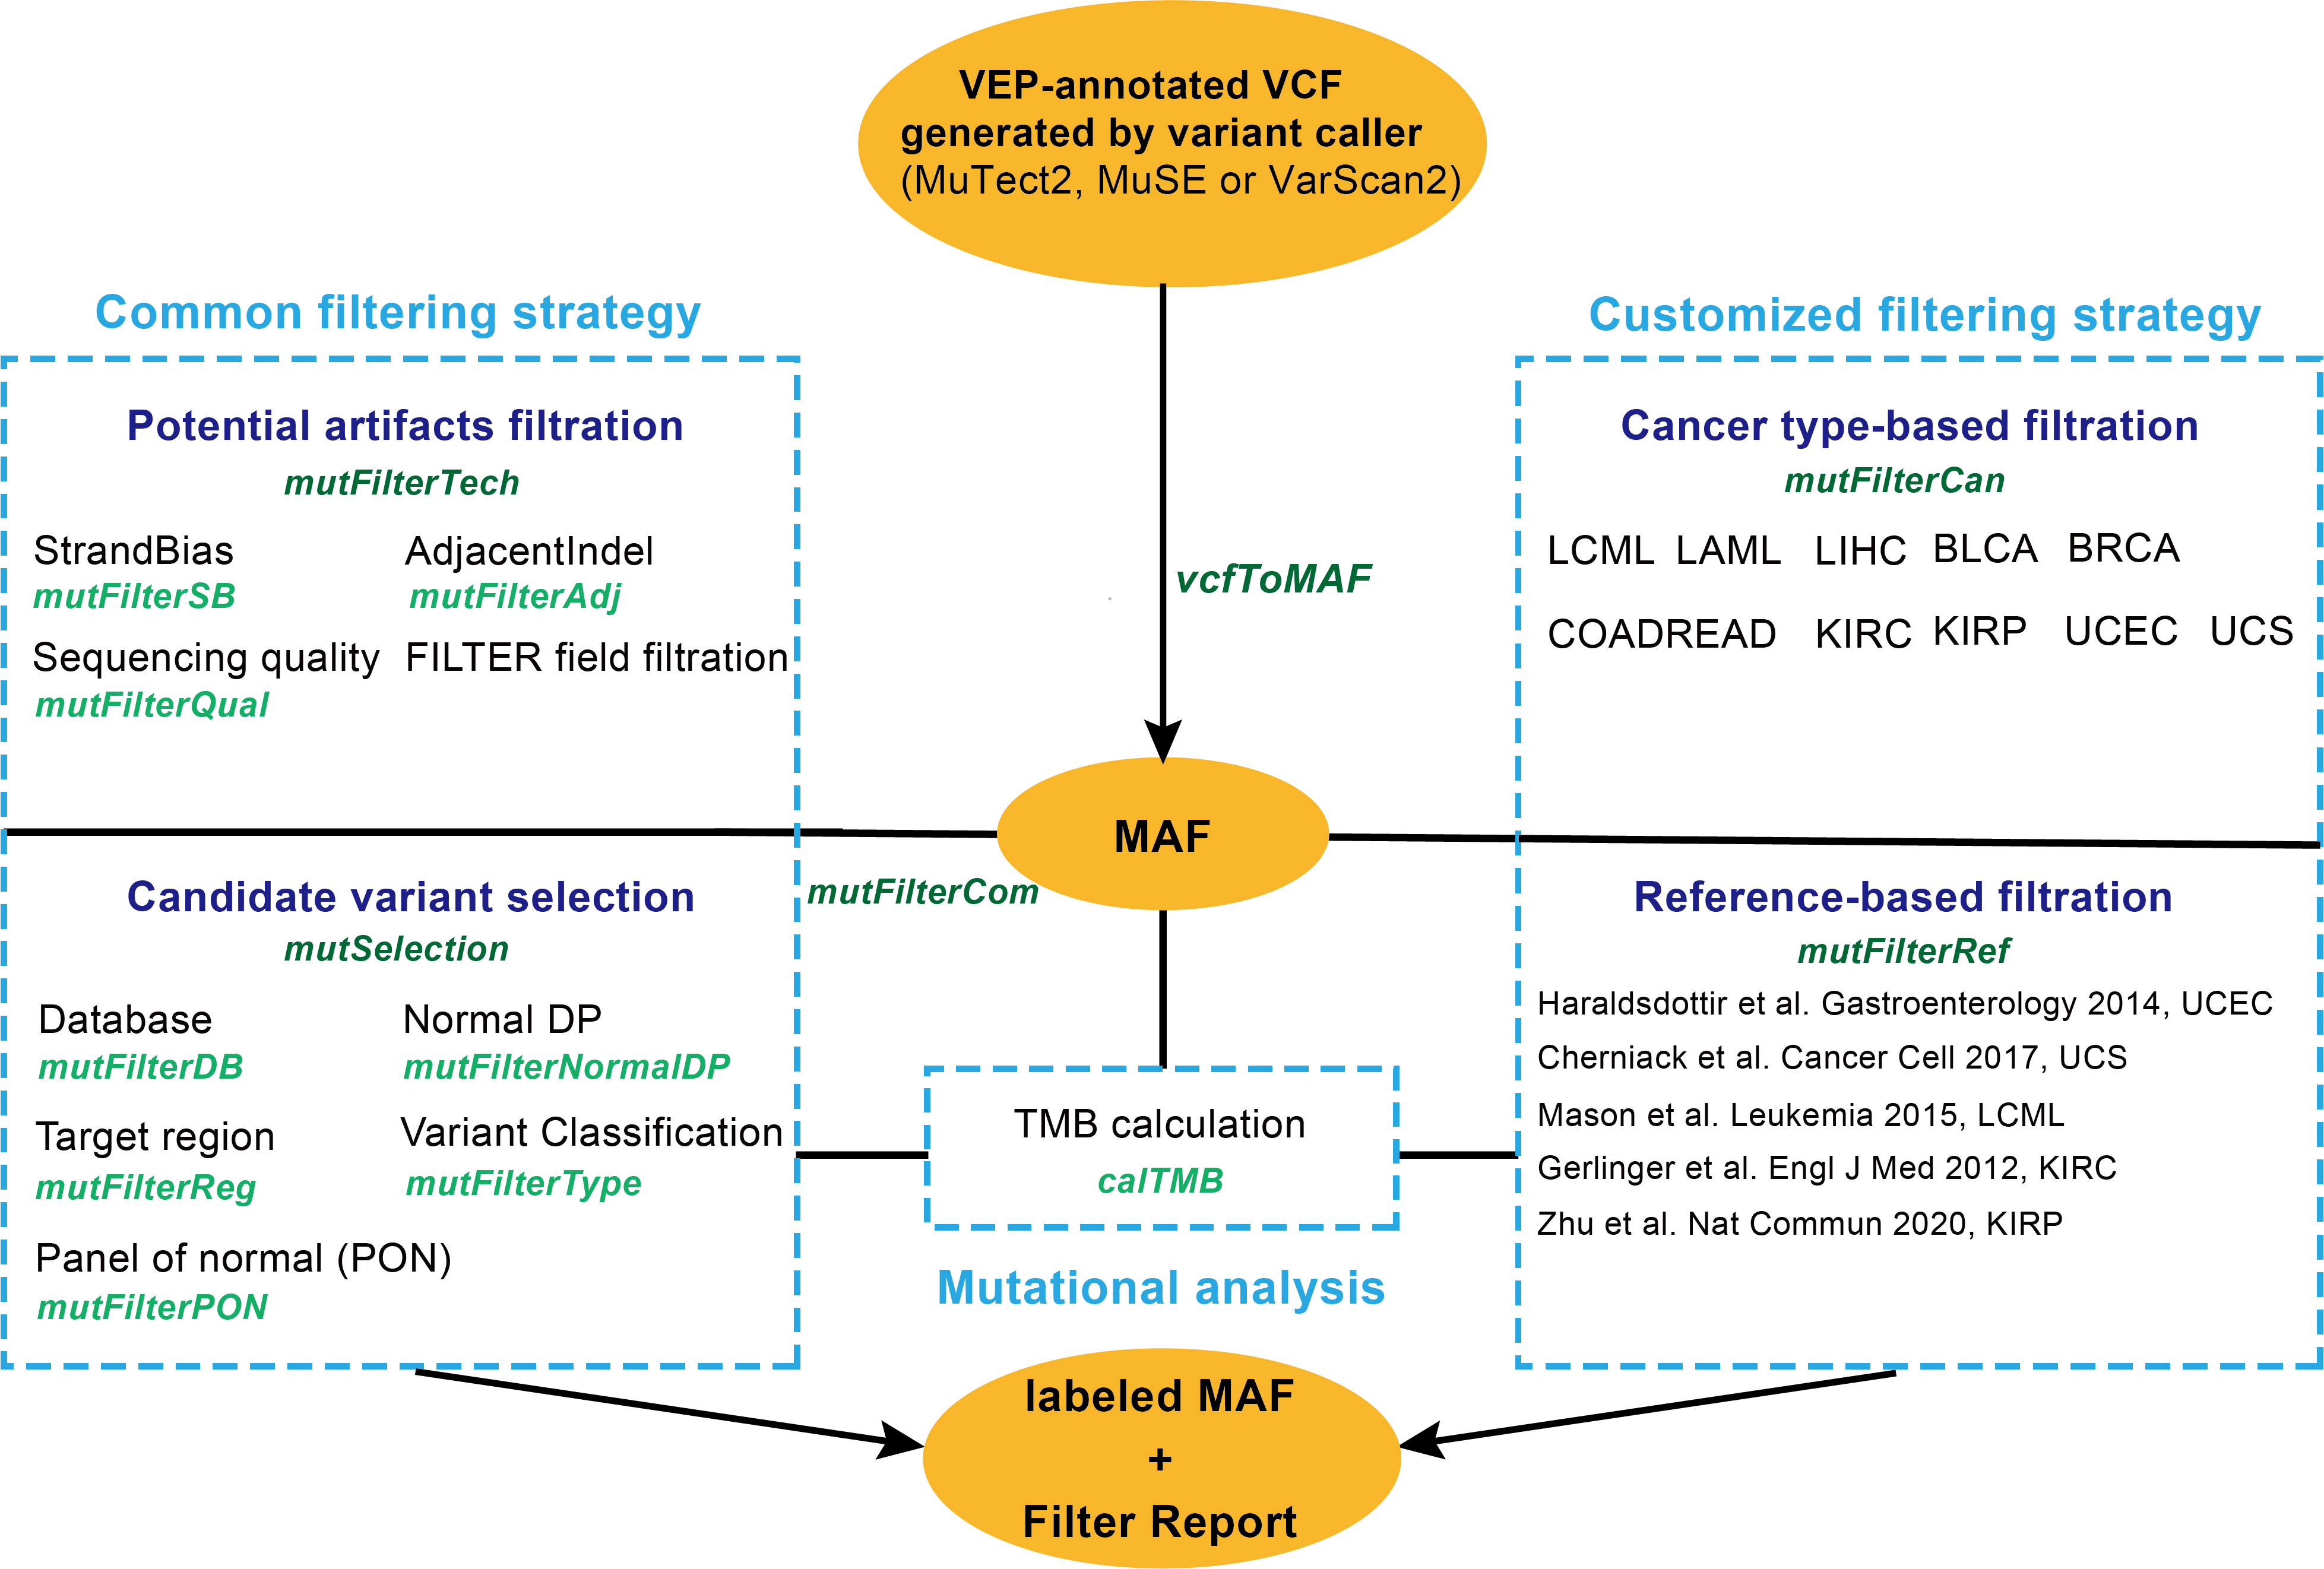 VEP-annotated VCF
generated by variant caller
(MuTect2, MuSE or VarScan2)
Common filtering strategy
Potential artifacts filtration
mutFilterTech
StrandBias AdjacentIndel
mutFilterSB mutFilterAdj
Sequencing quality FILTER field filtration
mutFilterQual
Candidate variant selection
mutSelection
Database Normal DP
mutFilterDB mutFilterNormalDP
Target region Variant Classification
mutFilterReg mutFilterType
Panel of normal (PON)
mutFilterPON
vcfToMAF
MAF
mutFilterCom
TMB calculation
calTMB
Mutational analysis
Customized filtering strategy
Cancer type-based filtration
mutFilterCan
LCML LAML LIHC BLCA BRCA
COADREAD KIRC KIRP UCEC UCS
Reference-based filtration
mutFilterRef
Haraldsdottir et al. Gastroenterology 2014, UCEC
Cherniack et al. Cancer Cell 2017, UCS
Mason et al. Leukemia 2015, LCML
Gerlinger et al. Engl J Med 2012, KIRC
Zhu et al. Nat Commun 2020, KIRP
labeled MAF
+
Filter Report